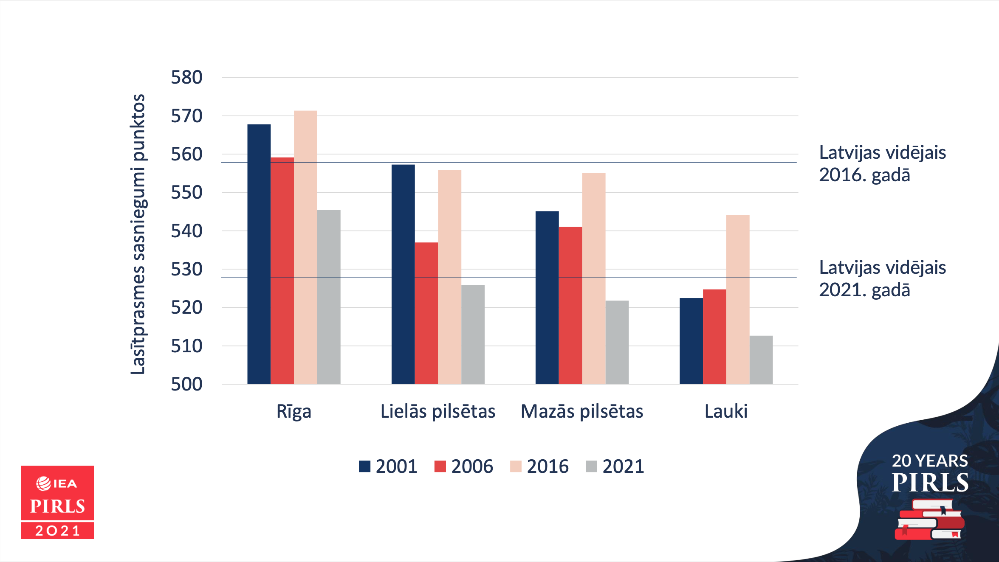 Lasītprasmes sasniegumi punktos
580
570
560
550
540
530
520
510
500
Latvijas vidējais
2016. gadā
Latvijas vidējais
2021. gadā
Rīga
Lielās pilsētas
Mazās pilsētas
Lauki
2001
2006
2016
2021
IEA
PIRLS
2021
20 YEARS
PIRLS